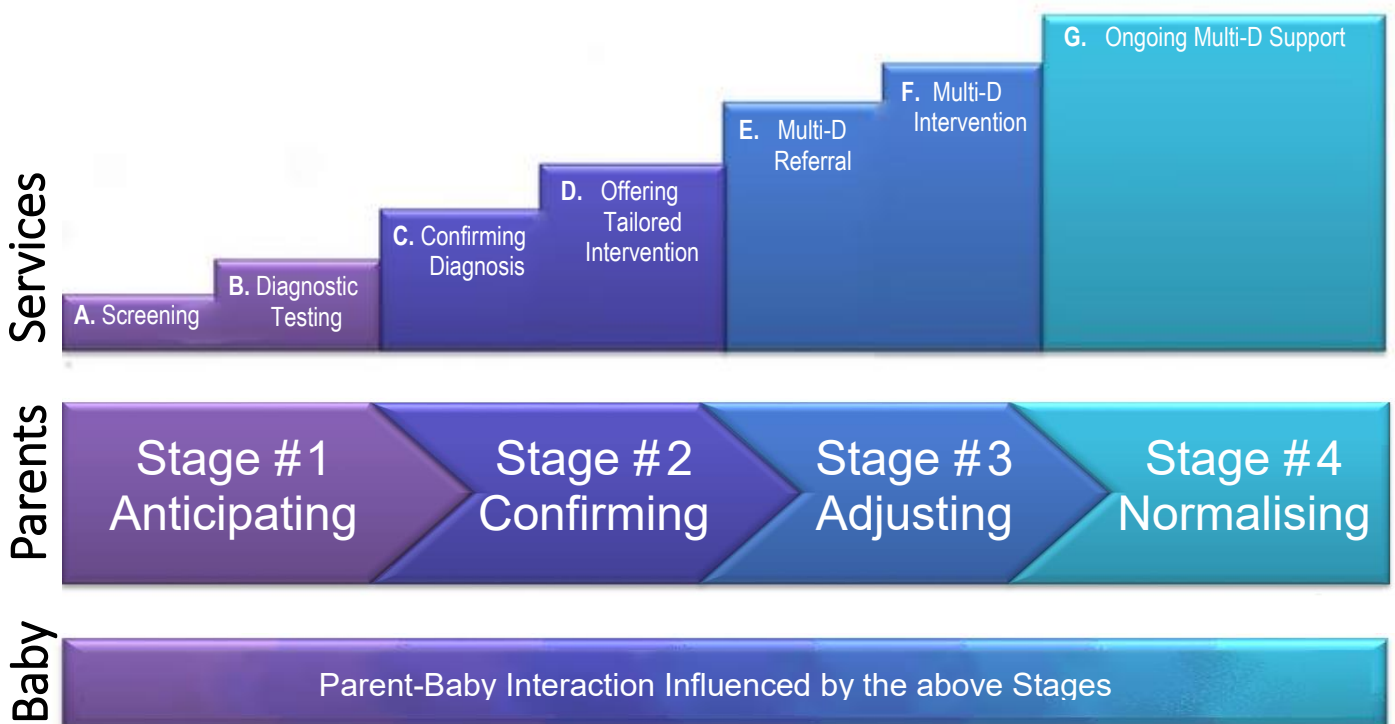 Services
A. Screening
B. Diagnostic
Testing
C. Confirming
Diagnosis
D. Offering
Tailored
Intervention
E. Multi-D
Referral
F. Multi-D
Intervention
G. Ongoing Multi-D Support
Parents
Stage #1
Anticipating
Stage #2
Confirming
Stage #3
Adjusting
Stage #4
Normalising
Baby
Parent-Baby Interaction Influenced by the above Stages